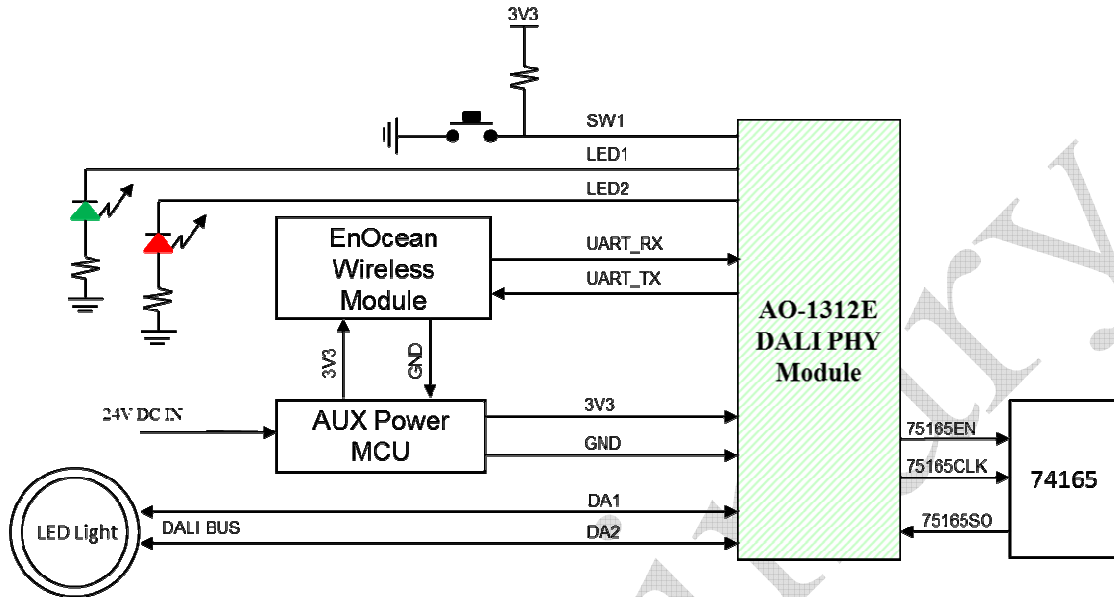 3V3
SW1
LED1
LED2
EnOcean
Wireless
Module
UART_RX
UART_TX
AO-1312E
DALI PHY
Module
3V3
GND
24V DC IN
AUX Power
MCU
3V3
GND
75165EN
75165CLK
74165
75165SO
LED Light
DALI BUS
DA1
DA2